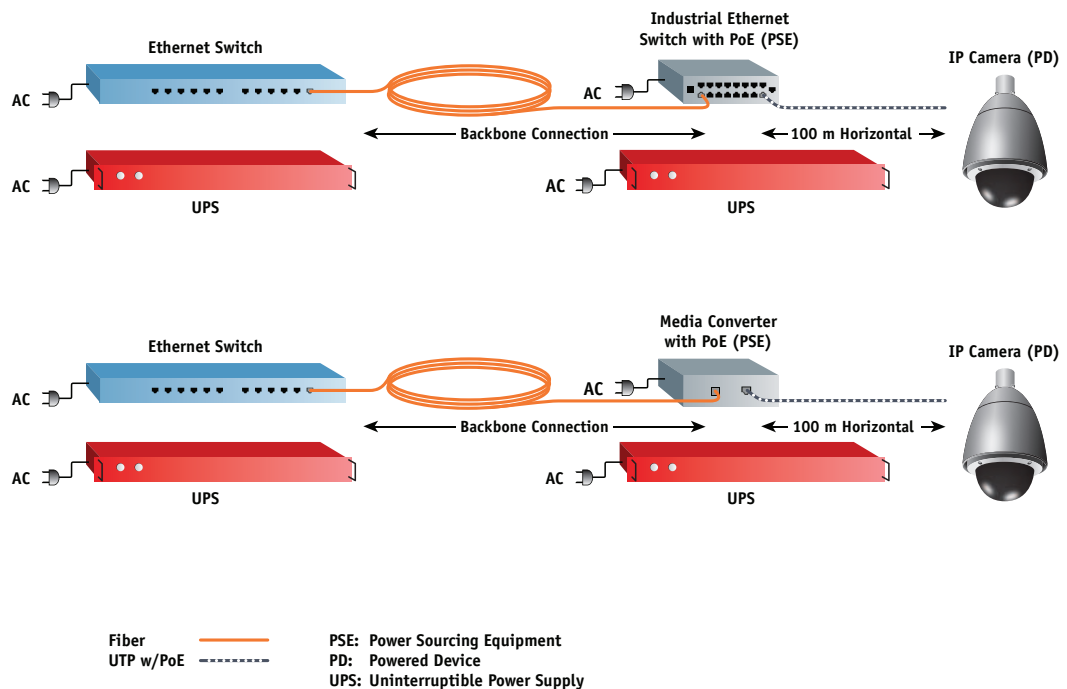 Industrial Ethernet
Switch with PoE (PSE)
Ethernet Switch
IP Camera (PD)
AC
AC
Backbone Connection
100 m Horizontal
AC
AC
UPS
UPS
Media Converter
with PoE (PSE)
Ethernet Switch
IP Camera (PD)
AC
AC
Backbone Connection
100 m Horizontal
AC
AC
UPS
UPS
Fiber
PSE: Power Sourcing Equipment
UTP w/PoE
PD: Powered Device
UPS: Uninterruptible Power Supply